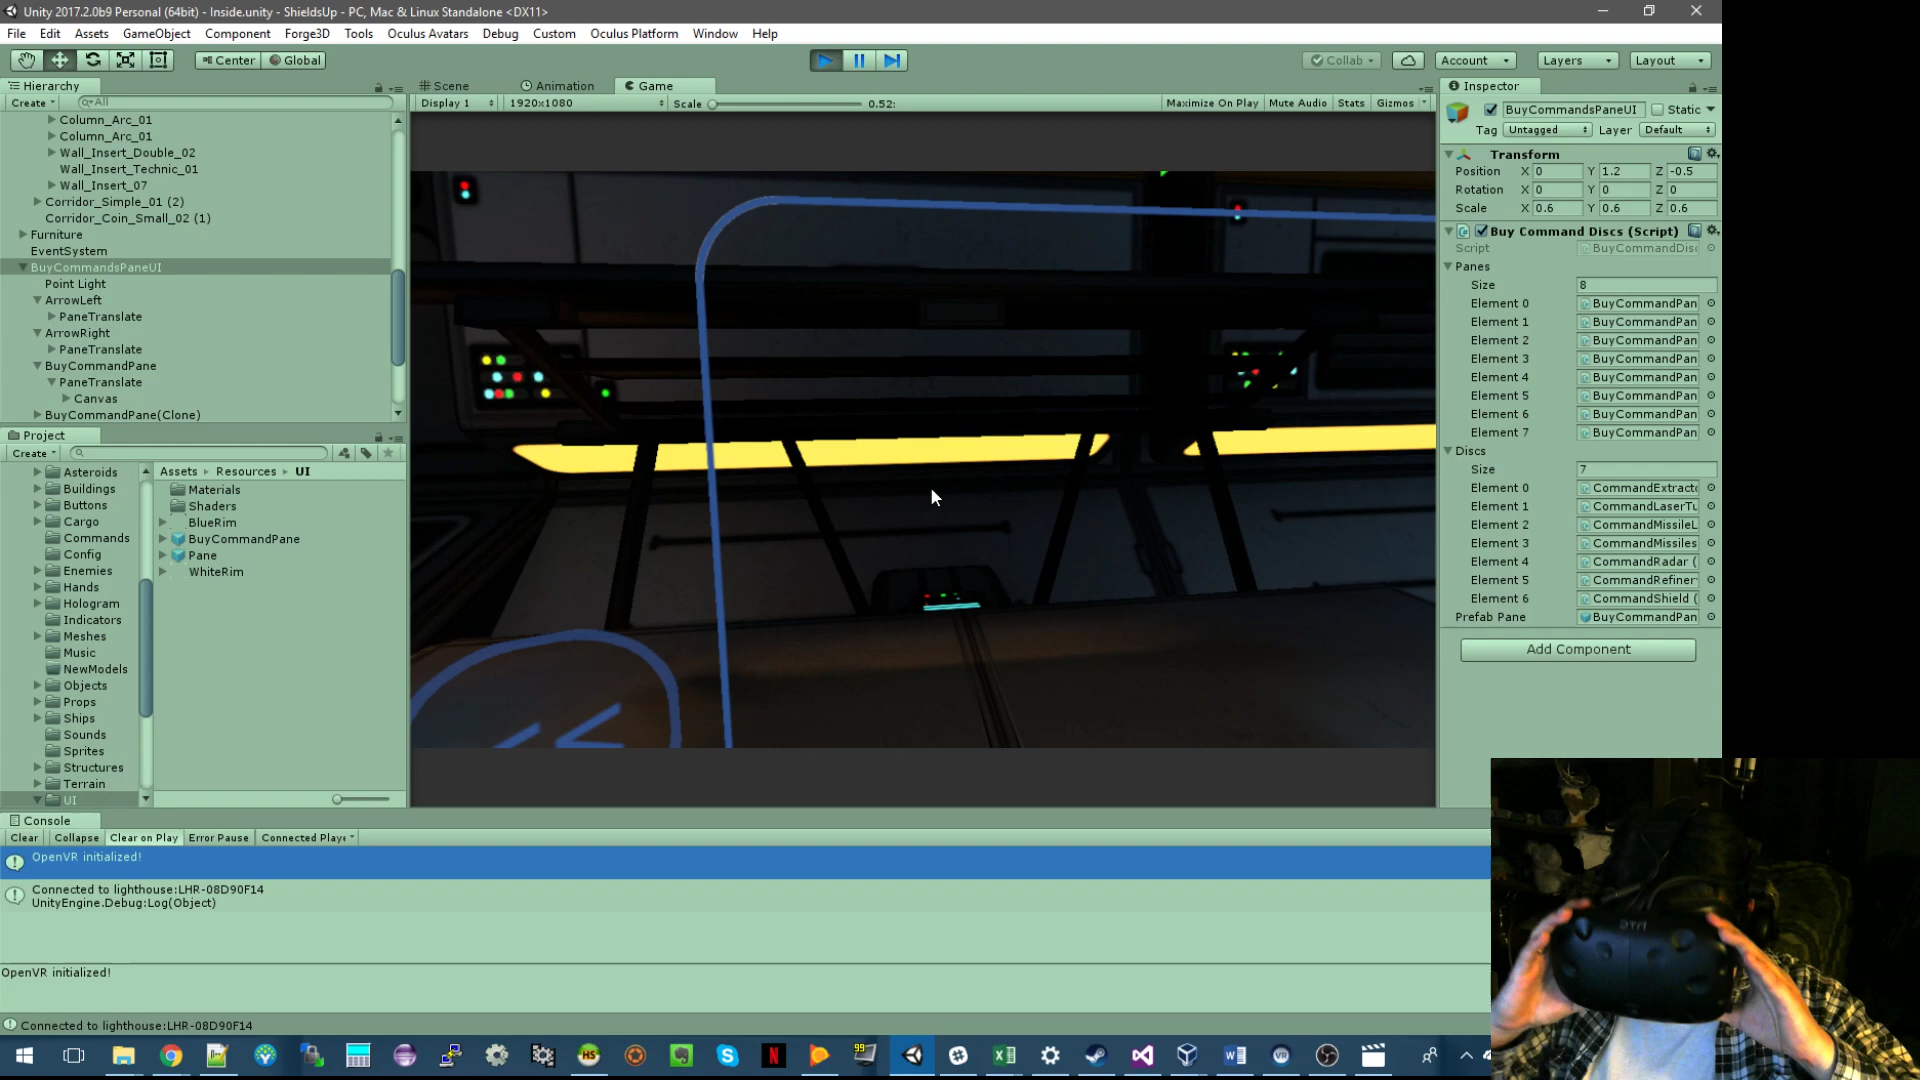 Unity 2017.2.0b9 Personal (64bit) - Inside.unity - ShieldsUp - PC, Mac & Linux Standalone <DX11>
File Edit Assets GameObject Component Forge3D Tools Oculus Avatars Debug Custom Oculus Platform Window Help
Center Global Collab Account Layers Layout
Hierarchy
Create All
Column_Arc_01
Column_Arc_01
Wall_Insert_Double_02
Wall_Insert_Technic_01
Wall_Insert_07
Corridor_Simple_01 (2)
Corridor_Coin_Small_02 (1)
Furniture
EventSystem
BuyCommandsPaneUI
Point Light
ArrowLeft
PaneTranslate
ArrowRight
PaneTranslate
BuyCommandPane
PaneTranslate
Canvas
BuyCommandPane(Clone)
Project
Create
Asteroids
Buildings
Buttons
Cargo
Commands
Config
Enemies
Hands
Hologram
Indicators
Meshes
Music
NewModels
Objects
Props
Ships
Sounds
Sprites
Structures
Terrain
UI
Assets Resources UI
Materials
Shaders
BlueRim
BuyCommandPane
Pane
WhiteRim
Scene Animation Game
Display 1 1920x1080 Scale 0.52: Maximize On Play Mute Audio Stats Gizmos
Inspector
BuyCommandsPaneUI Static
Tag Untagged Layer Default
Transform
Position X 0 Y 1.2 Z -0.5
Rotation X 0 Y 0 Z 0
Scale X 0.6 Y 0.6 Z 0.6
Buy Command Discs (Script)
Script BuyCommandDisc
Panes
Size 8
Element 0 BuyCommandPan
Element 1 BuyCommandPan
Element 2 BuyCommandPan
Element 3 BuyCommandPan
Element 4 BuyCommandPan
Element 5 BuyCommandPan
Element 6 BuyCommandPan
Element 7 BuyCommandPan
Discs
Size 7
Element 0 CommandExtracto
Element 1 CommandLaserTu
Element 2 CommandMissileL
Element 3 CommandMissiles
Element 4 CommandRadar (
Element 5 CommandRefinery
Element 6 CommandShield (
Prefab Pane BuyCommandPan
Add Component
Console
Clear Collapse Clear on Play Error Pause Connected Playe
OpenVR initialized!
Connected to lighthouse:LHR-08D90F14
UnityEngine.Debug:Log(Object)
OpenVR initialized!
Connected to lighthouse:LHR-08D90F14